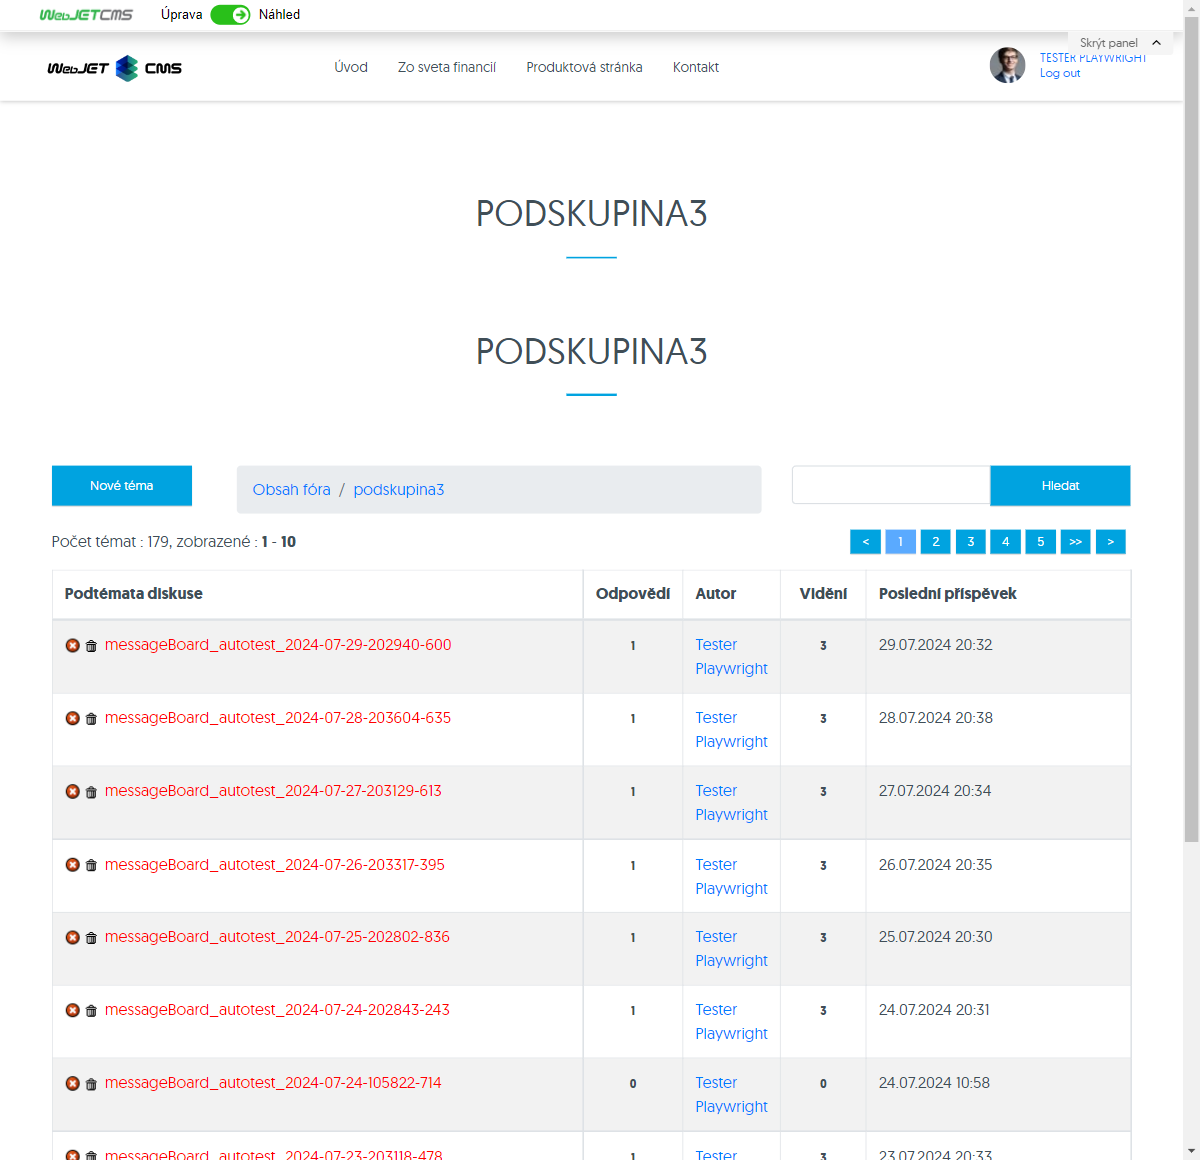 WebJETCMS Úprava Náhled
Skrýt panel
WebJET CMS Úvod Zo sveta financií Produktová stránka Kontakt TESTER PLAYWRIGHT
Log out
PODSKUPINA3
PODSKUPINA3
Nové téma Obsah fóra / podskupina3 Hledat
Počet témat : 179, zobrazené : 1 - 10 < 1 2 3 4 5 >> >
Podtémata diskuse Odpovědí Autor Vidění Poslední příspěvek
messageBoard_autotest_2024-07-29-202940-600 1 Tester Playwright 3 29.07.2024 20:32
messageBoard_autotest_2024-07-28-203604-635 1 Tester Playwright 3 28.07.2024 20:38
messageBoard_autotest_2024-07-27-203129-613 1 Tester Playwright 3 27.07.2024 20:34
messageBoard_autotest_2024-07-26-203317-395 1 Tester Playwright 3 26.07.2024 20:35
messageBoard_autotest_2024-07-25-202802-836 1 Tester Playwright 3 25.07.2024 20:30
messageBoard_autotest_2024-07-24-202843-243 1 Tester Playwright 3 24.07.2024 20:31
messageBoard_autotest_2024-07-24-105822-714 0 Tester Playwright 0 24.07.2024 10:58
messageBoard_autotest_2024-07-23-203118-478 1 Tester 3 23.07.2024 20:33